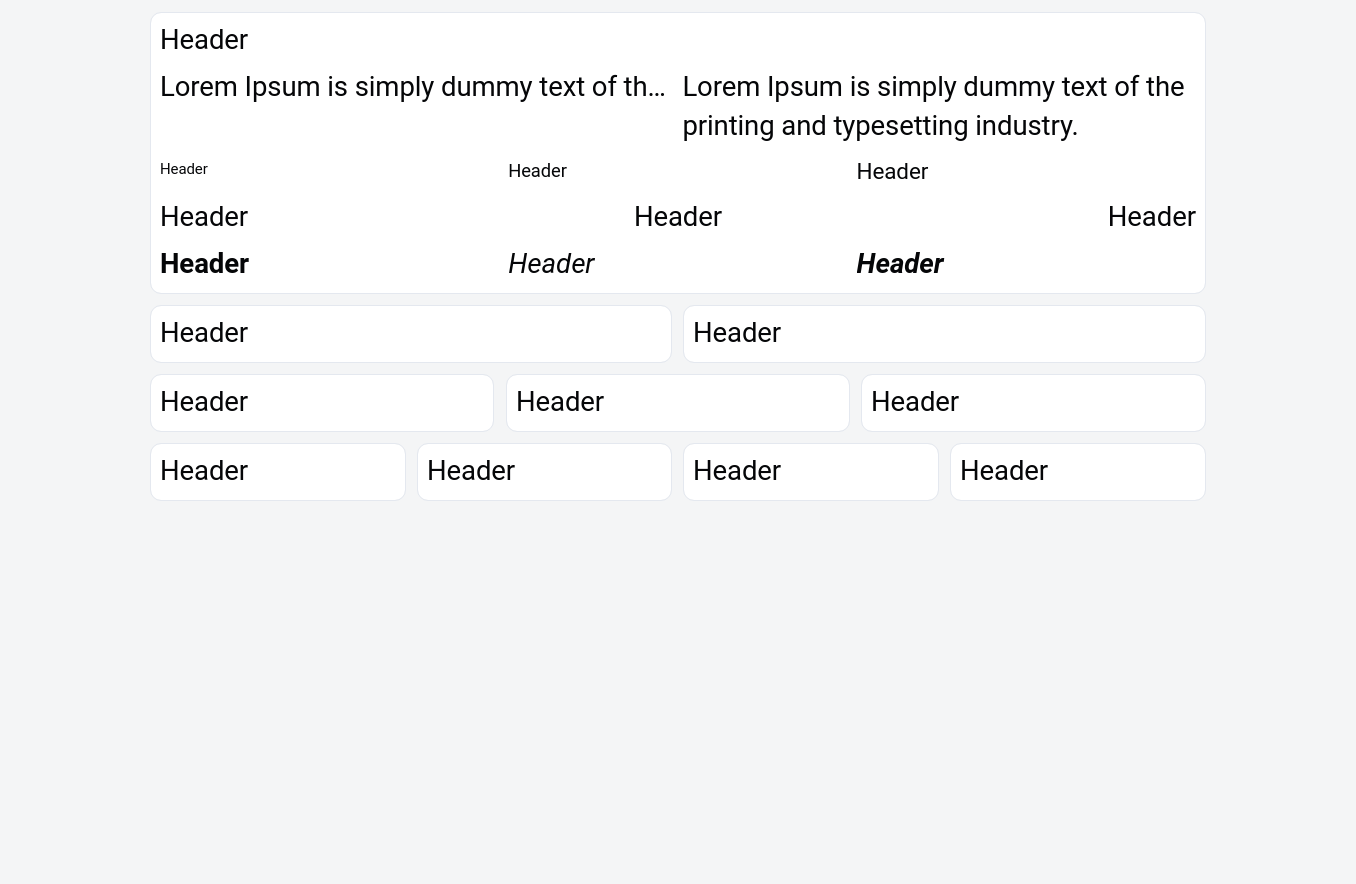 Header
Lorem Ipsum is simply dummy text of th... Lorem Ipsum is simply dummy text of the
printing and typesetting industry.
Header Header Header
Header Header Header
Header Header Header
Header Header
Header Header Header
Header Header Header Header